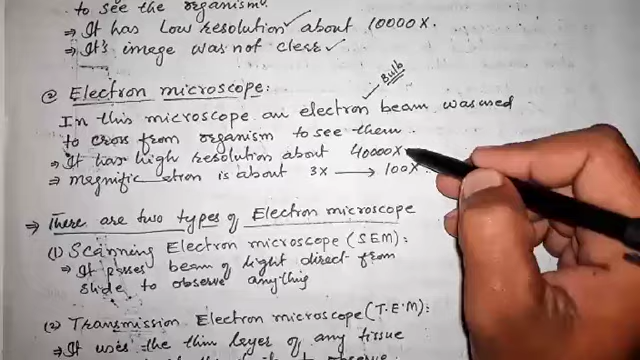 to see the organism.
⇒ It has low resolution about 10000X.
⇒ It's image was not clear
② Electron microscope:
Bulb
In this microscope an electron beam was used
to cross from organism to see them.
⇒ It has high resolution about 40000X
⇒ magnification is about 3X → 100X.
⇒ There are two types of Electron microscope
(1) Scanning Electron microscope (SEM):
⇒ It passes beam of light direct from
slide to observe anything
(2) Transmission Electron microscope (T.E.M):
⇒ It uses the thin layer of any tissue